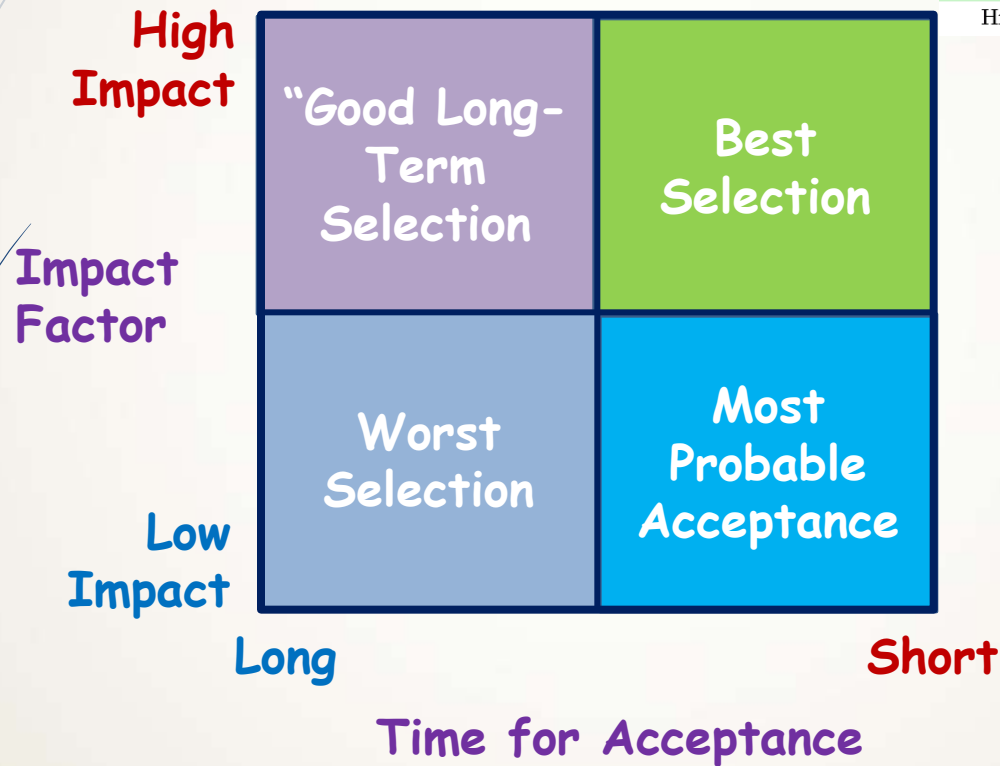 High
Impact
“Good Long-
Term
Selection
Best
Selection
Impact
Factor
Worst
Selection
Most
Probable
Acceptance
Low
Impact
Long
Short
Time for Acceptance